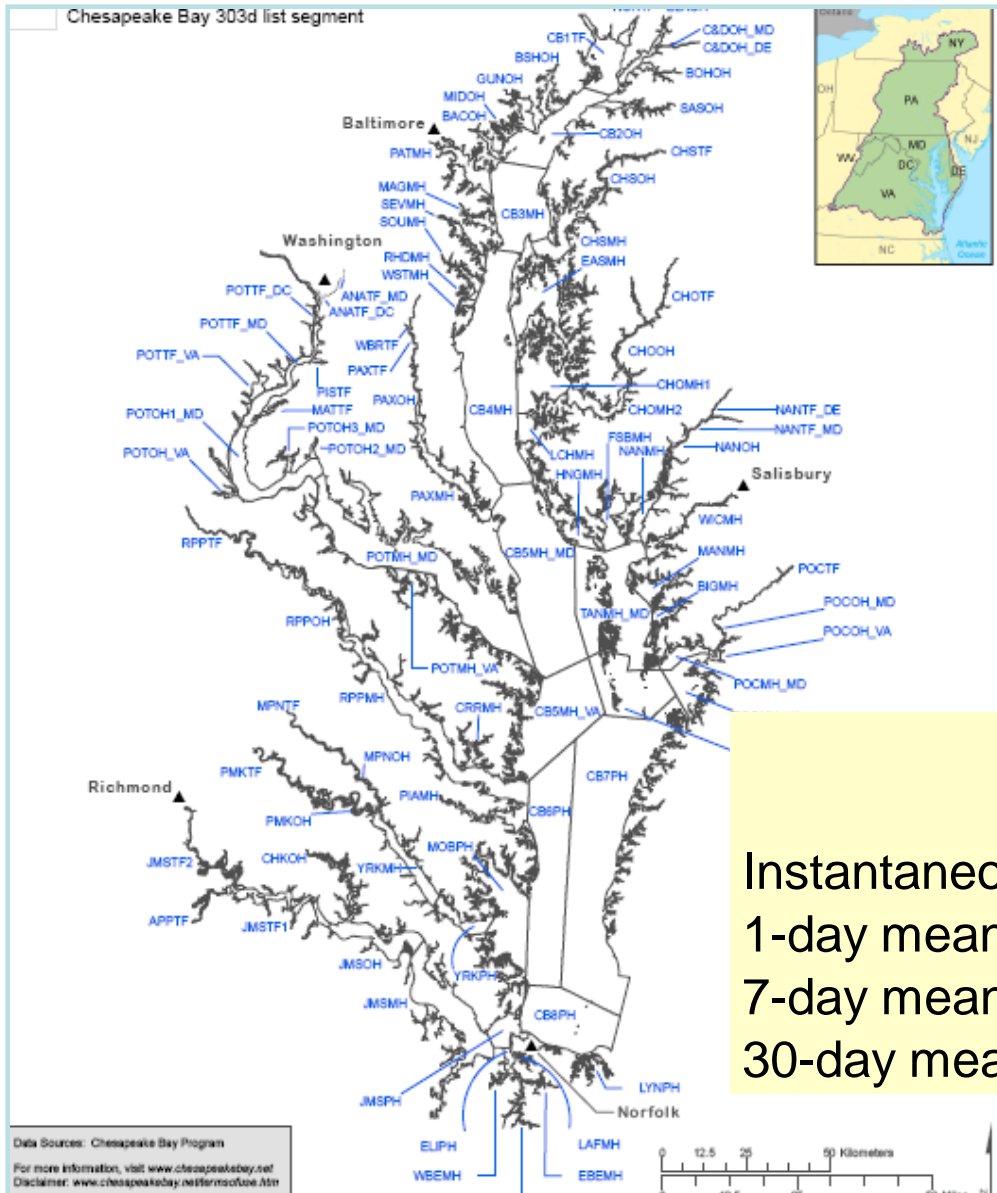 Chesapeake Bay 303d list segment
C&DOH_MD
CB1TF
C&DOH_DE
BSHOH
BOHOH
GUNOH
MIDOH
SASOH
BACOH
Baltimore
CB2OH
PATMH
CHSTF
CHSOH
MAGMH
SEVMH
CB3MH
SOUMH
Washington
CHSMH
RHDMH
EASMH
WSTMH
POTTF_DC
ANATF_MD
CHOTF
ANATF_DC
POTTF_MD
WBRTF
POTTF_VA
PAXTF
CHOOH
PISTF
CHOMH1
CB4MH
MATTF
PAXOH
CHOMH2
NANTF_DE
POTOH1_MD
POTOH3_MD
NANTF_MD
FSBMH
POTOH2_MD
LCHMH
NANMH
NANOH
POTOH_VA
HNGMH
Salisbury
PAXMH
WICMH
RPPTF
CB5MH_MD
MANMH
POTMH_MD
POCTF
BIGMH
POCOH_MD
TANMH_MD
RPPOH
POCOH_VA
POTMH_VA
POCMH_MD
RPPMH
MPNTF
CRRMH
CB5MH_VA
PMKTF
MPNOH
CB7PH
Richmond
PIAMH
CB6PH
PMKOH
MOBPH
JMSTF2
CHKOH
YRKMH
APPTF
JMSTF1
JMSOH
YRKPH
JMSMH
CB8PH
LYNPH
JMSPH
Norfolk
ELIPH
LAFMH
WBEMH
EBEMH
Ontario
NY
OH
PA
NJ
MD
WV
DC
DE
VA
NC
Atlantic
Ocean
Instantaneo
1-day mean
7-day mean
30-day mea
Data Sources: Chesapeake Bay Program
For more information, visit www.chesapeakebay.net
Disclaimer: www.chesapeakebay.net/termsofuse.htm
0 12.5 25 50 Kilometers